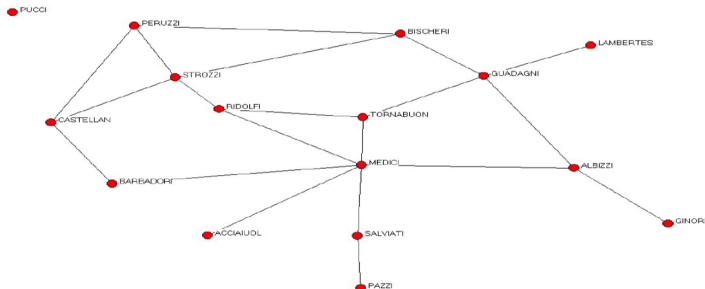 PUCCI
PERUZZI
BISCHERI
LAMBERTES
STROZZI
GUADAGNI
RIDOLFI
TORNABUON
CASTELLAN
MEDICI
ALBIZZI
BARBADORI
GINORI
ACCIAIUOL
SALVIATI
PAZZI